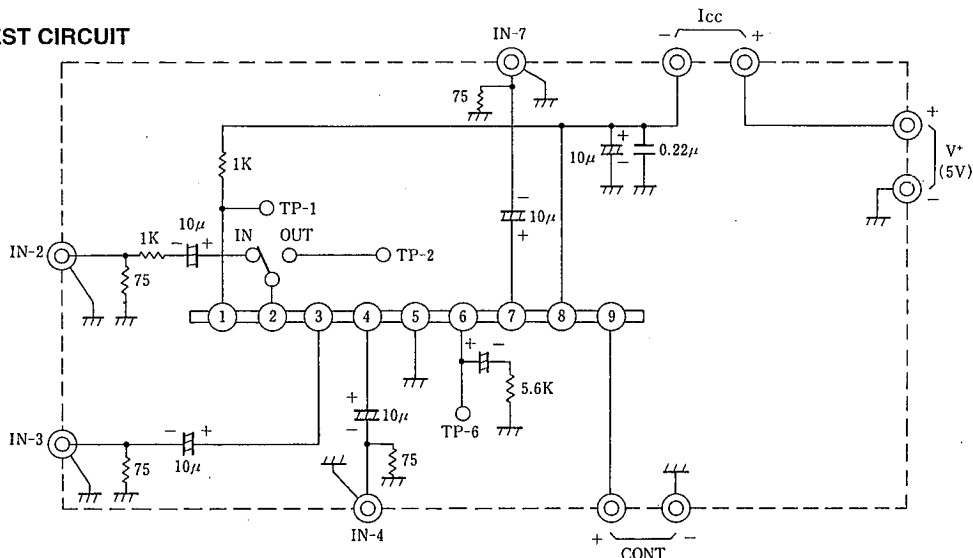 EST CIRCUIT
IN-7
Icc
- +
75
1K
10μ
+
-
0.22μ
+
V+
(5V)
-
TP-1
-
10μ
+
IN-2
1K
10μ
- +
IN OUT
TP-2
75
1 2 3 4 5 6 7 8 9
+ -
5.6K
+
10μ
-
TP-6
IN-3
- +
10μ
75
75
IN-4
+ -
CONT